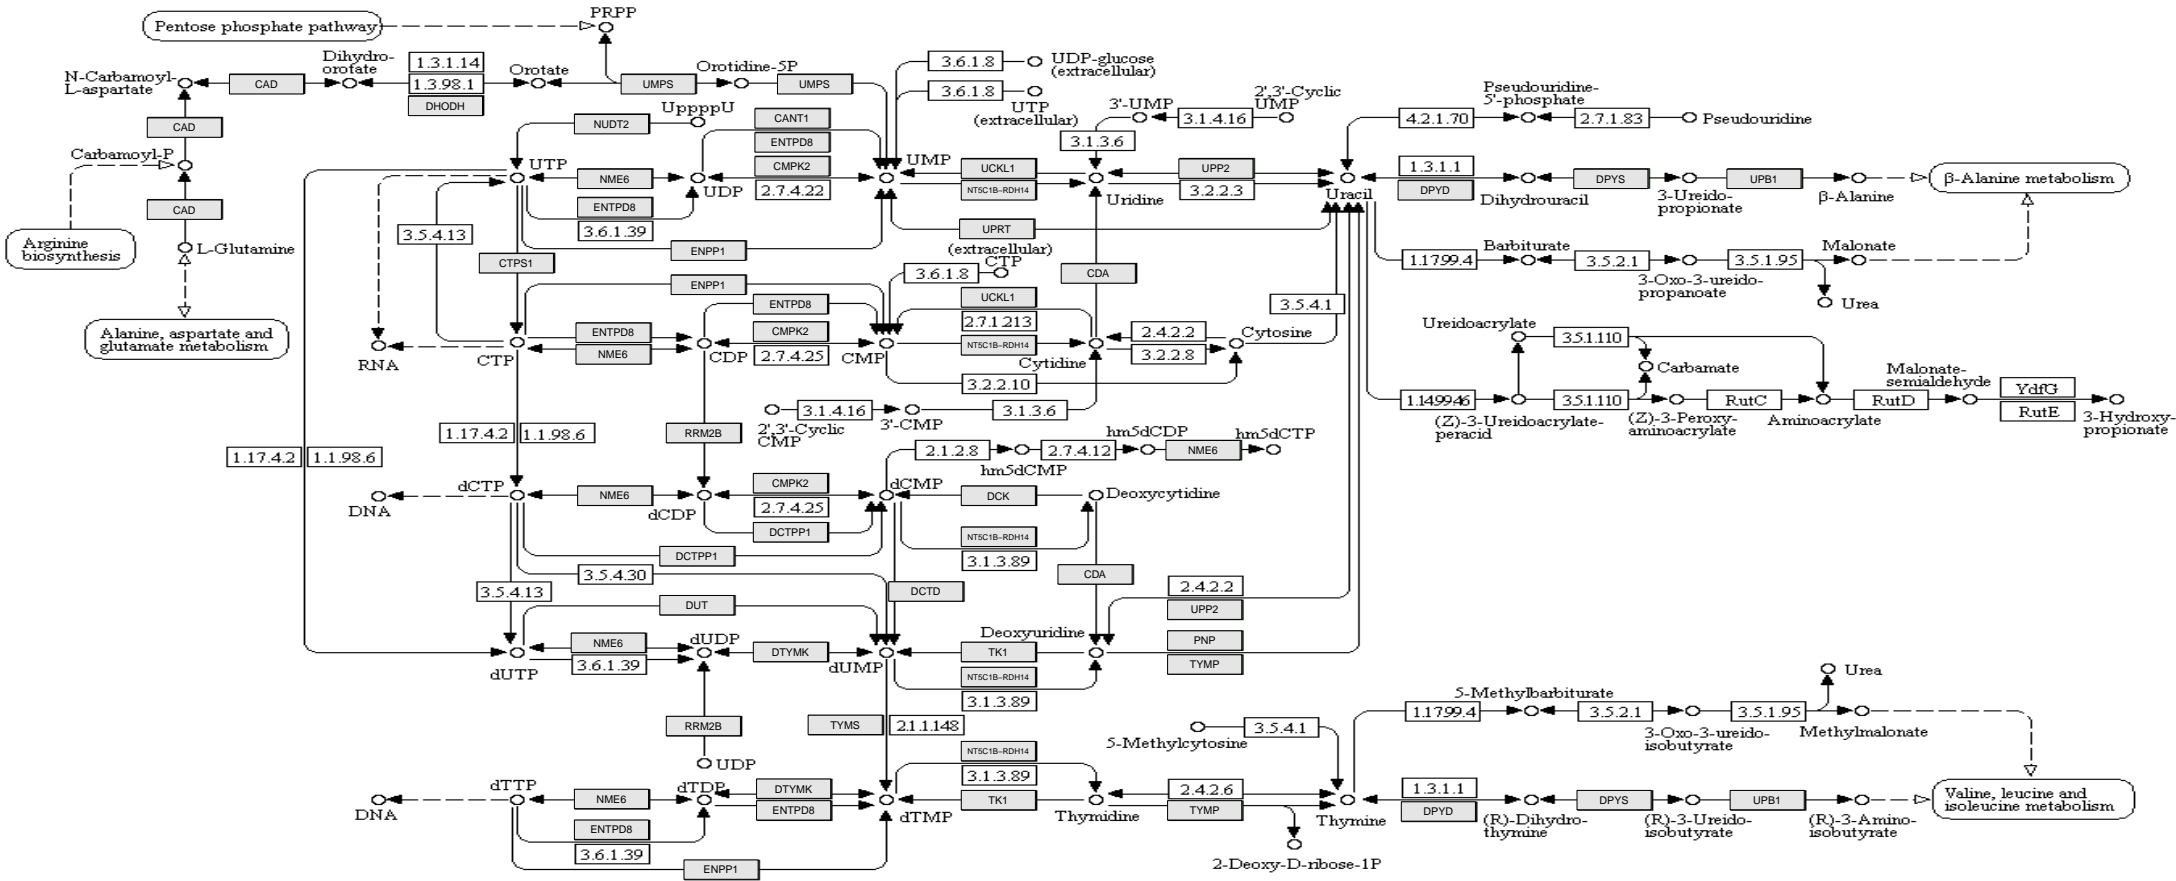 PRPP
Pentose phosphate pathway
Dihydro-
orotate
1.3.1.14
1.3.98.1
DHODH
Orotate
UMPS
Orotidine-5P
UMPS
N-Carbamoyl-
L-aspartate
CAD
CAD
Carbamoyl-P
CAD
L-Glutamine
Arginine
biosynthesis
Alanine, aspartate and
glutamate metabolism
3.6.1.8
UDP-glucose
(extracellular)
3.6.1.8
UTP
(extracellular)
UppppU
NUDT2
CANT1
ENTPD8
CMPK2
2.7.4.22
UTP
NME6
UDP
ENTPD8
3.6.1.39
ENPP1
UMP
UCKL1
NT5C1B-RDH14
Uridine
3'-UMP
3.1.4.16
2',3'-Cyclic
UMP
3.1.3.6
UPP2
3.2.2.3
Uracil
UPRT
4.2.1.70
Pseudouridine-
5'-phosphate
2.7.1.83
Pseudouridine
1.3.1.1
DPYD
Dihydrouracil
DPYS
3-Ureido-
propionate
UPB1
β-Alanine
β-Alanine metabolism
1.1799.4
Barbiturate
3.5.2.1
3-Oxo-3-ureido-
propanoate
3.5.1.95
Malonate
Urea
3.5.4.13
CTPS1
(extracellular)
CTP
3.6.1.8
CDA
ENPP1
ENTPD8
UCKL1
2.7.1.213
NT5C1B-RDH14
3.5.4.1
RNA
CTP
ENTPD8
NME6
CDP
CMPK2
2.7.4.25
CMP
Cytidine
2.4.2.2
3.2.2.8
Cytosine
3.2.2.10
2',3'-Cyclic
CMP
3.1.4.16
3'-CMP
3.1.3.6
Ureidoacrylate
3.5.1.110
Carbamate
1.14.99.46
(Z)-3-Ureidoacrylate-
peracid
3.5.1.110
(Z)-3-Peroxy-
aminoacrylate
RutC
Aminoacrylate
RutD
Malonate-
semialdehyde
YdfG
RutE
3-Hydroxy-
propionate
1.17.4.2
1.1.98.6
1.17.4.2
1.1.98.6
RRM2B
2.1.2.8
hm5dCMP
2.7.4.12
hm5dCDP
NME6
hm5dCTP
DNA
dCTP
NME6
dCDP
CMPK2
2.7.4.25
DCTPP1
dCMP
DCK
Deoxycytidine
NT5C1B-RDH14
3.1.3.89
DCTPP1
3.5.4.30
3.5.4.13
DCTD
CDA
DUT
2.4.2.2
UPP2
dUTP
NME6
3.6.1.39
dUDP
DTYMK
dUMP
TK1
Deoxyuridine
NT5C1B-RDH14
3.1.3.89
PNP
TYMP
RRM2B
UDP
TYMS
2.1.1.148
NT5C1B-RDH14
3.1.3.89
TK1
DNA
dTTP
NME6
dTDP
DTYMK
ENTPD8
dTMP
ENTPD8
3.6.1.39
ENPP1
Thymidine
5-Methylcytosine
3.5.4.1
2.4.2.6
TYMP
2-Deoxy-D-ribose-1P
Thymine
1.1799.4
5-Methylbarbiturate
3.5.2.1
3-Oxo-3-ureido-
isobutyrate
3.5.1.95
Methylmalonate
Urea
1.3.1.1
DPYD
(R)-Dihydro-
thymine
DPYS
(R)-3-Ureido-
isobutyrate
UPB1
(R)-3-Amino-
isobutyrate
Valine, leucine and
isoleucine metabolism